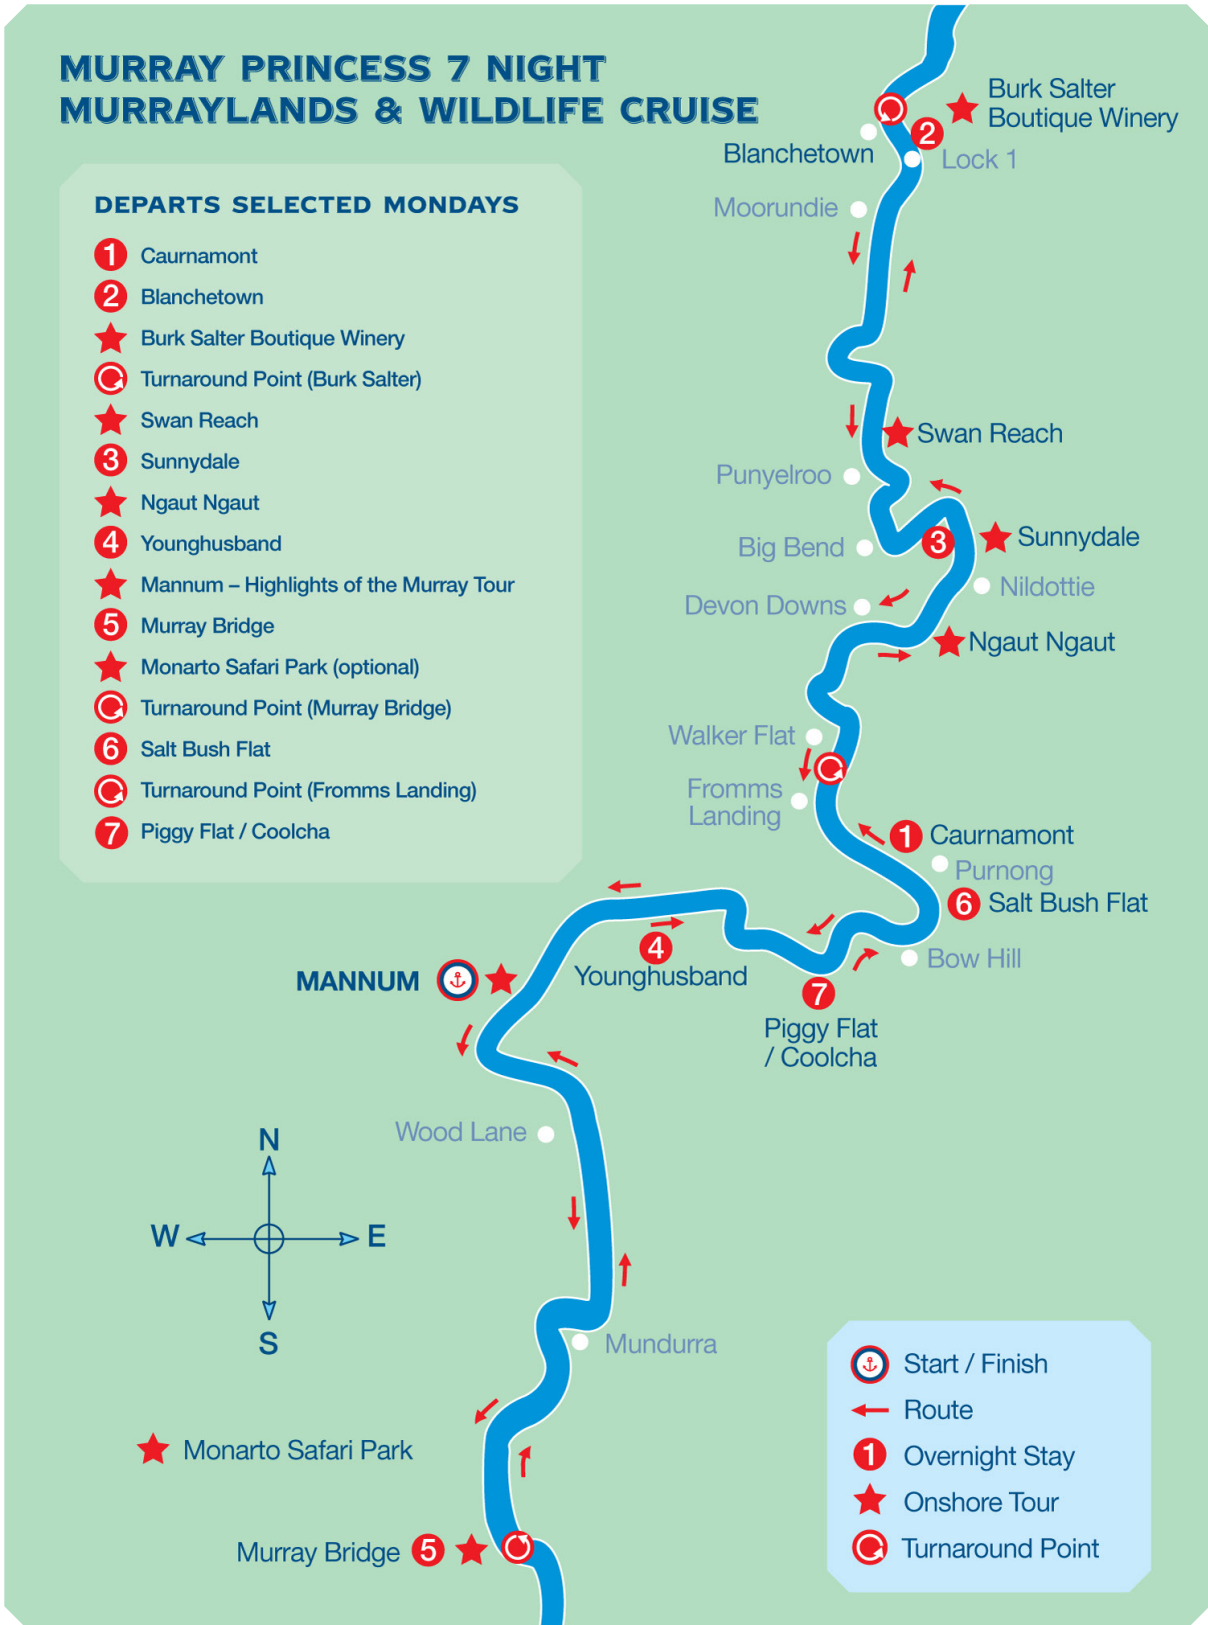 MURRAY PRINCESS 7 NIGHT
MURRAYLANDS & WILDLIFE CRUISE
DEPARTS SELECTED MONDAYS
1 Caurnamont
2 Blanchetown
Burk Salter Boutique Winery
Turnaround Point (Burk Salter)
Swan Reach
3 Sunnydale
Ngaut Ngaut
4 Younghusband
Mannum – Highlights of the Murray Tour
5 Murray Bridge
Monarto Safari Park (optional)
Turnaround Point (Murray Bridge)
6 Salt Bush Flat
Turnaround Point (Fromms Landing)
7 Piggy Flat / Coolcha
Burk Salter
Boutique Winery
2
Blanchetown
Lock 1
Moorundie
Swan Reach
Punyelroo
3
Sunnydale
Big Bend
Nildottie
Devon Downs
Ngaut Ngaut
Walker Flat
Fromms
Landing
1 Caurnamont
Purnong
6 Salt Bush Flat
Bow Hill
4
Younghusband
MANNUM
7
Piggy Flat
/ Coolcha
Wood Lane
N
W E
S
Mundurra
Monarto Safari Park
Murray Bridge 5
Start / Finish
Route
1 Overnight Stay
Onshore Tour
Turnaround Point